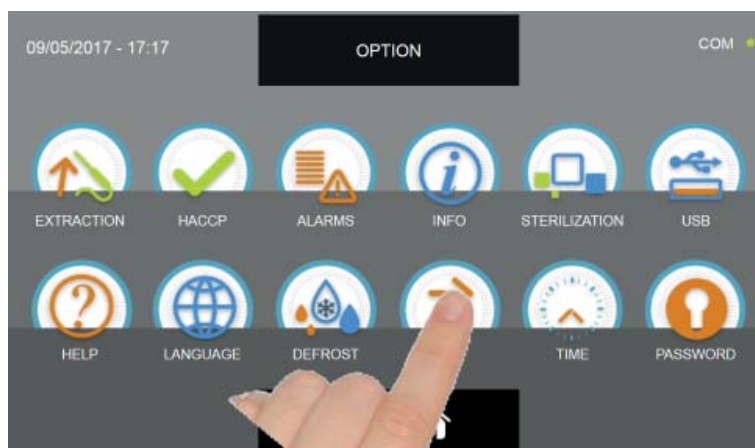 09/05/2017 - 17:17
OPTION
COM
EXTRACTION
HACCP
ALARMS
INFO
STERILIZATION
USB
HELP
LANGUAGE
DEFROST
TIME
PASSWORD